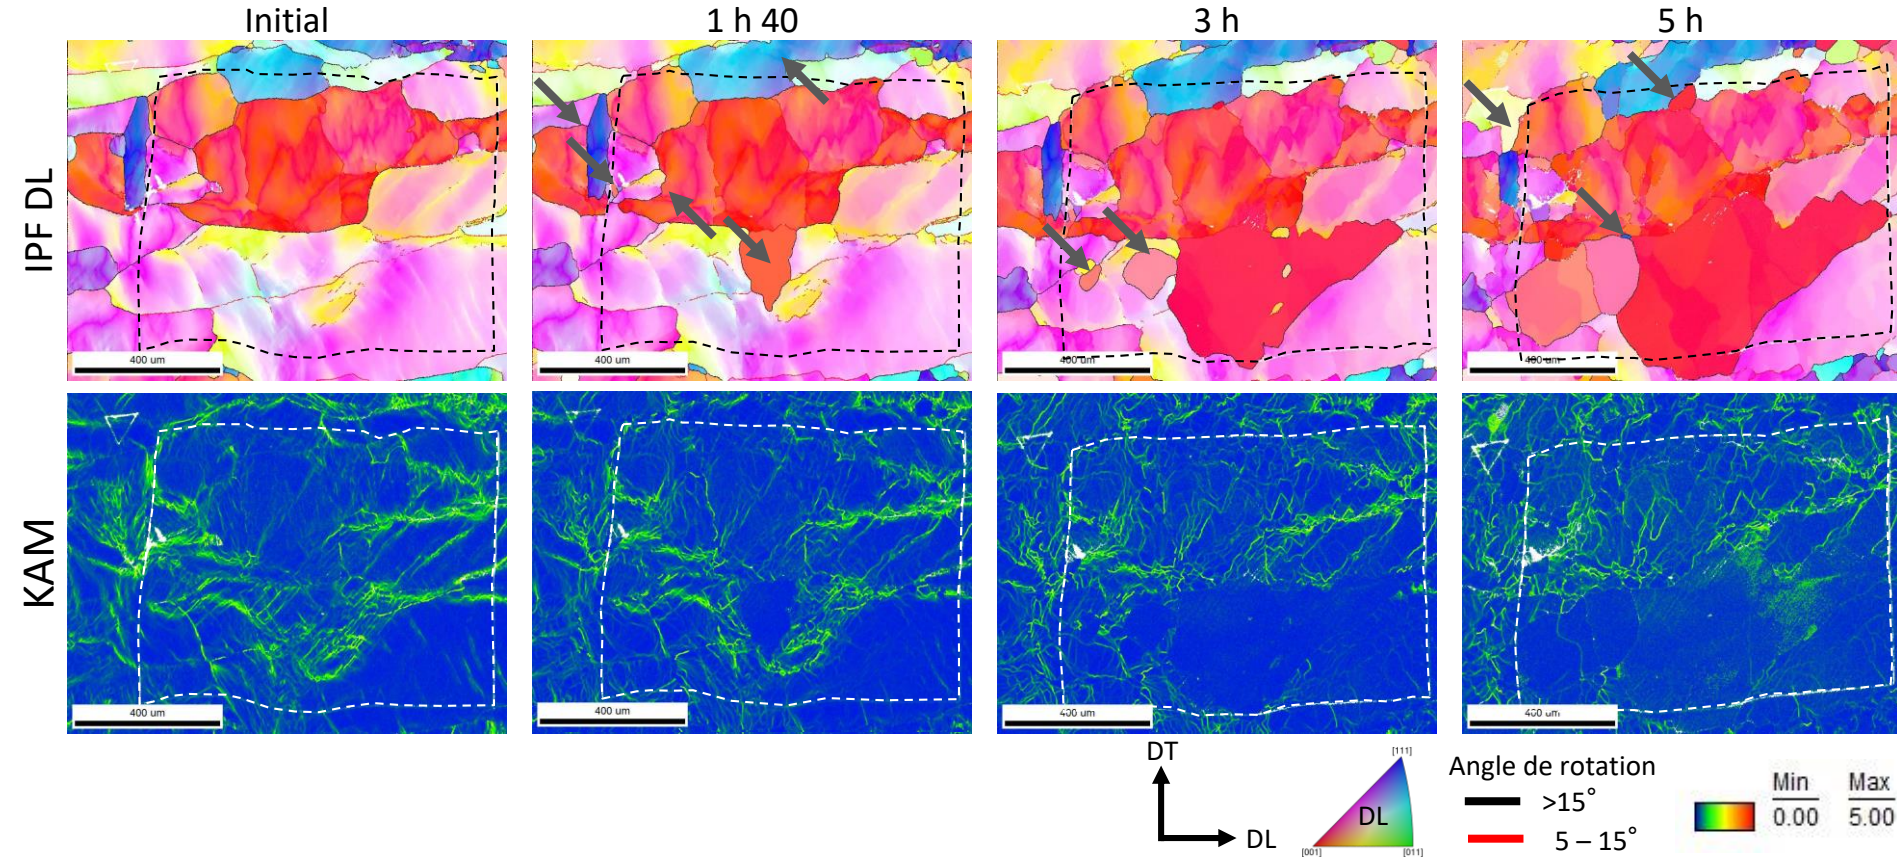 Initial
1 h 40
3 h
5 h
IPF DL
400 um
400 um
400 um
400 um
KAM
400 um
400 um
400 um
400 um
DT
DL
[111]
DL
[001]
[011]
Angle de rotation
>15°
5 – 15°
Min Max
0.00 5.00